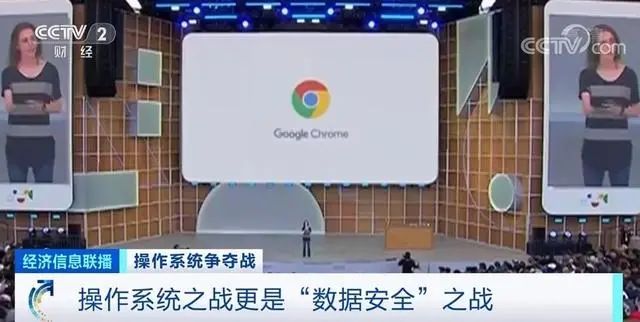 CCTV 2
财经
CCTV.com
Google Chrome
经济信息联播
操作系统争夺战
操作系统之战更是“数据安全”之战